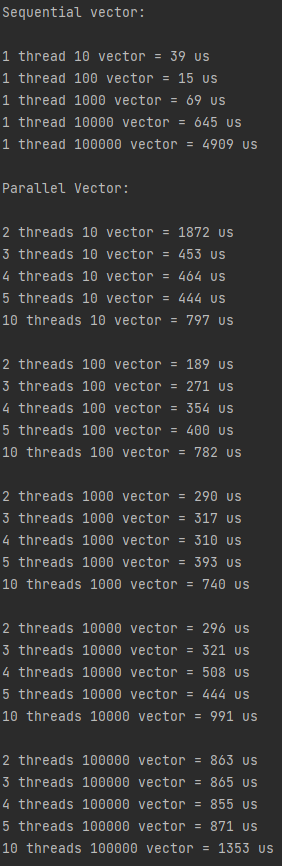 Sequential vector:
1 thread 10 vector = 39 us
1 thread 100 vector = 15 us
1 thread 1000 vector = 69 us
1 thread 10000 vector = 645 us
1 thread 100000 vector = 4909 us
Parallel Vector:
2 threads 10 vector = 1872 us
3 threads 10 vector = 453 us
4 threads 10 vector = 464 us
5 threads 10 vector = 444 us
10 threads 10 vector = 797 us
2 threads 100 vector = 189 us
3 threads 100 vector = 271 us
4 threads 100 vector = 354 us
5 threads 100 vector = 400 us
10 threads 100 vector = 782 us
2 threads 1000 vector = 290 us
3 threads 1000 vector = 317 us
4 threads 1000 vector = 310 us
5 threads 1000 vector = 393 us
10 threads 1000 vector = 740 us
2 threads 10000 vector = 296 us
3 threads 10000 vector = 321 us
4 threads 10000 vector = 508 us
5 threads 10000 vector = 444 us
10 threads 10000 vector = 991 us
2 threads 100000 vector = 863 us
3 threads 100000 vector = 865 us
4 threads 100000 vector = 855 us
5 threads 100000 vector = 871 us
10 threads 100000 vector = 1353 us